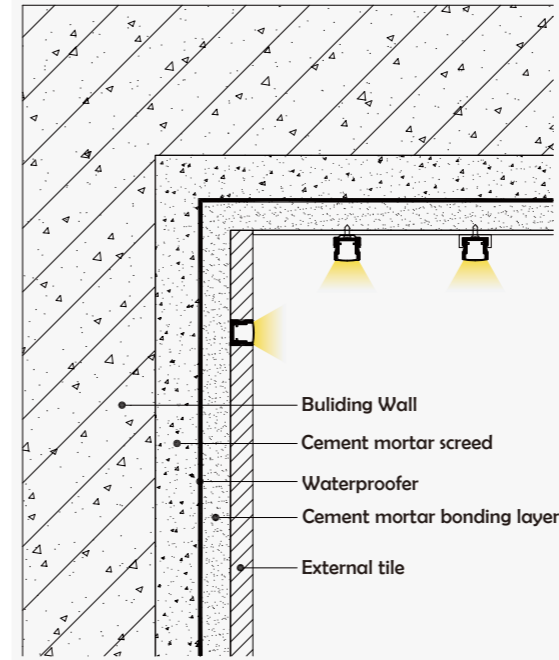 Buliding Wall
Cement mortar screed
Waterproofer
Cement mortar bonding layer
External tile